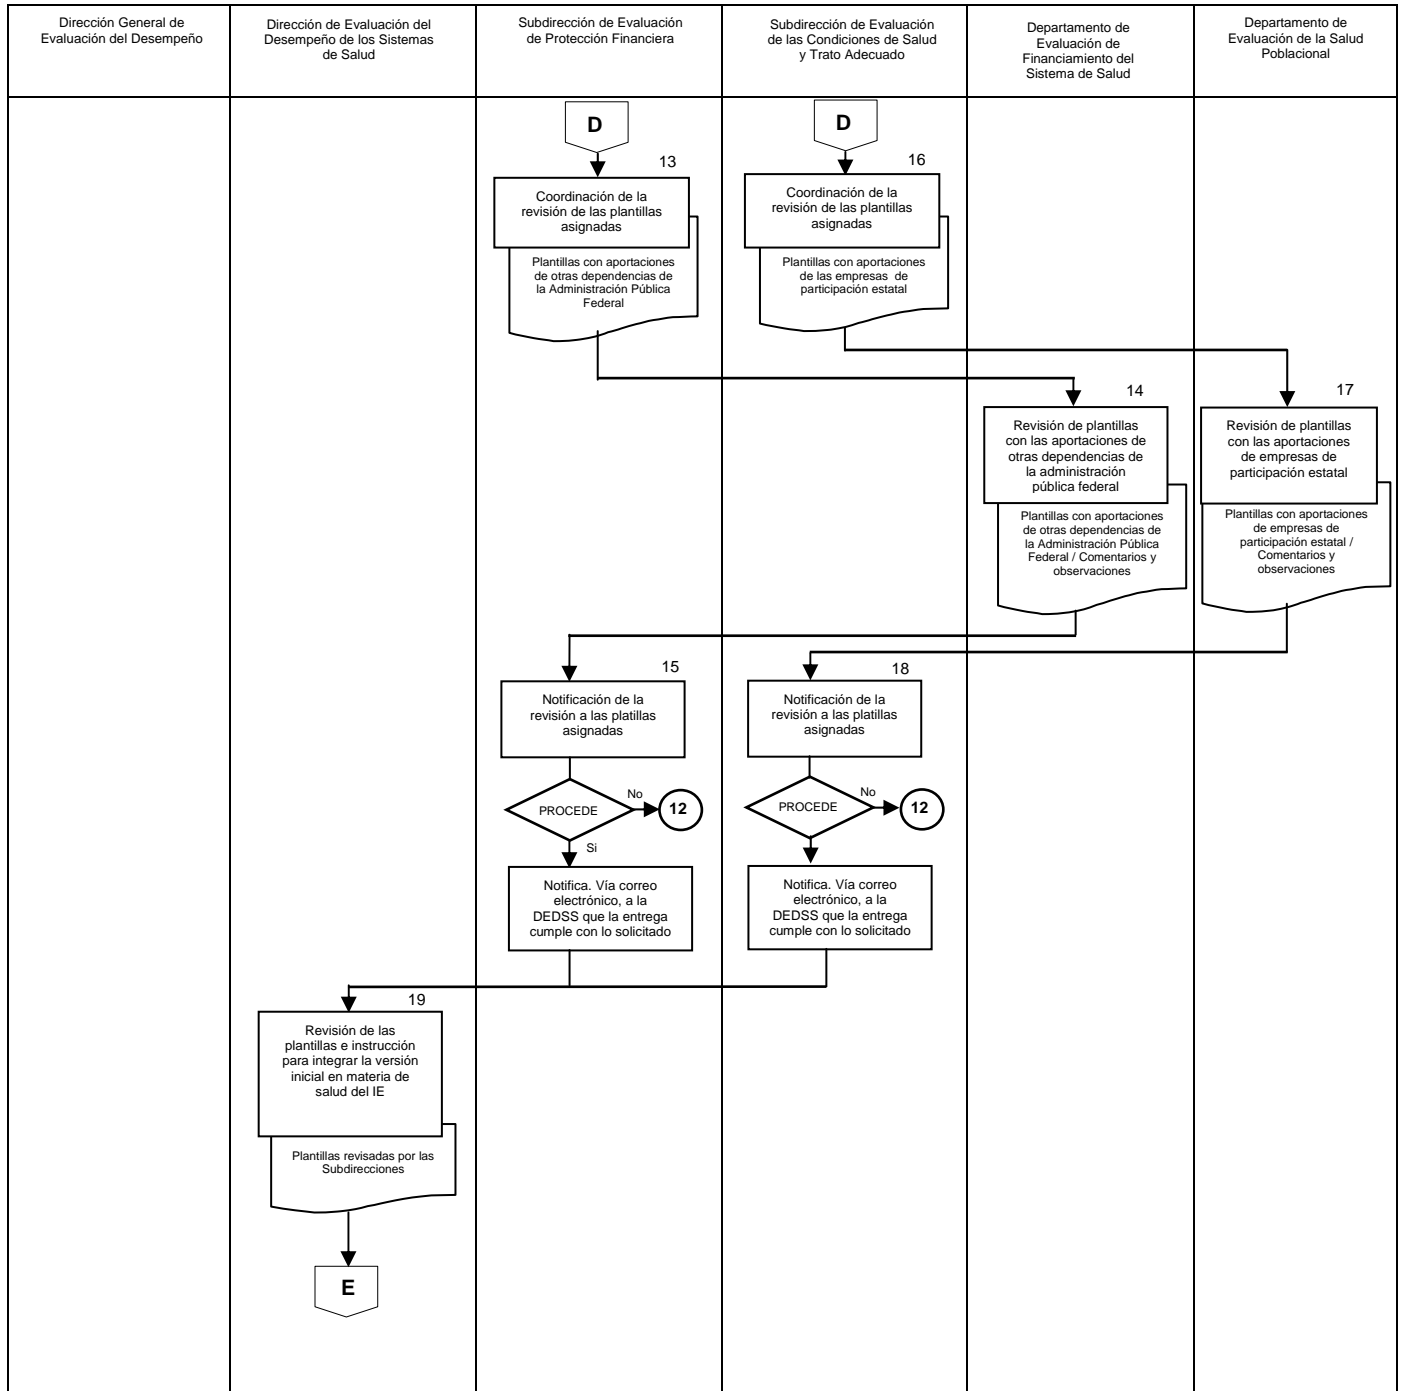 Dirección General de
Evaluación del Desempeño
Dirección de Evaluación del
Desempeño de los Sistemas
de Salud
Subdirección de Evaluación
de Protección Financiera
Subdirección de Evaluación
de las Condiciones de Salud
y Trato Adecuado
Departamento de
Evaluación de
Financiamiento del
Sistema de Salud
Departamento de
Evaluación de la Salud
Poblacional
D
13
Coordinación de la
revisión de las plantillas
asignadas
Plantillas con aportaciones
de otras dependencias de
la Administración Pública
Federal
D
16
Coordinación de la
revisión de las plantillas
asignadas
Plantillas con aportaciones
de las empresas de
participación estatal
14
Revisión de plantillas
con las aportaciones de
otras dependencias de
la administración
pública federal
Plantillas con aportaciones
de otras dependencias de
la Administración Pública
Federal / Comentarios y
observaciones
17
Revisión de plantillas
con las aportaciones
de empresas de
participación estatal
Plantillas con aportaciones
de empresas de
participación estatal /
Comentarios y
observaciones
15
Notificación de la
revisión a las platillas
asignadas
PROCEDE
No
12
Si
Notifica. Vía correo
electrónico, a la
DEDSS que la entrega
cumple con lo solicitado
18
Notificación de la
revisión a las platillas
asignadas
PROCEDE
No
12
Notifica. Vía correo
electrónico, a la
DEDSS que la entrega
cumple con lo solicitado
19
Revisión de las
plantillas e instrucción
para integrar la versión
inicial en materia de
salud del IE
Plantillas revisadas por las
Subdirecciones
E